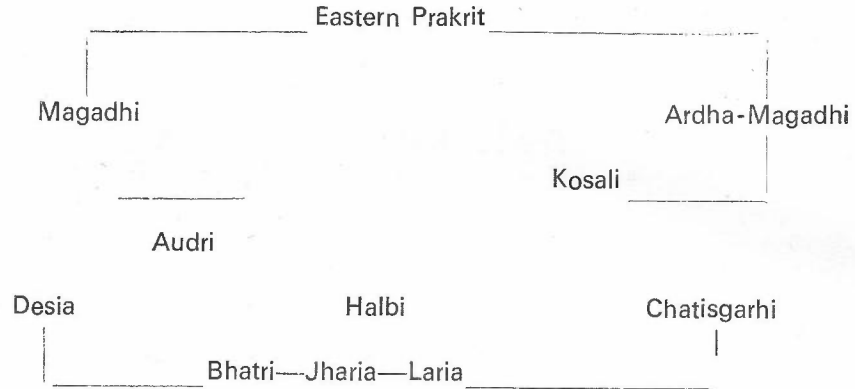 Eastern Prakrit
Magadhi Ardha-Magadhi
Kosali
Audri
Desia Halbi Chatisgarhi
Bhatri—Jharia—Laria